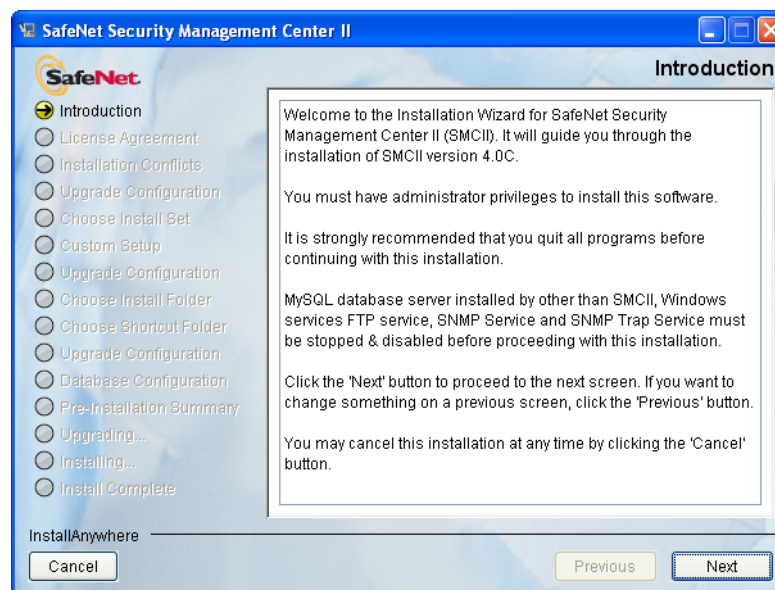 SafeNet Security Management Center II
SafeNet.
Introduction
Introduction
License Agreement
Installation Conflicts
Upgrade Configuration
Choose Install Set
Custom Setup
Upgrade Configuration
Choose Install Folder
Choose Shortcut Folder
Upgrade Configuration
Database Configuration
Pre-Installation Summary
Upgrading...
Installing...
Install Complete
Welcome to the Installation Wizard for SafeNet Security
Management Center II (SMCII). It will guide you through the
installation of SMCII version 4.0C.
You must have administrator privileges to install this software.
It is strongly recommended that you quit all programs before
continuing with this installation.
MySQL database server installed by other than SMCII, Windows
services FTP service, SNMP Service and SNMP Trap Service must
be stopped & disabled before proceeding with this installation.
Click the 'Next' button to proceed to the next screen. If you want to
change something on a previous screen, click the 'Previous' button.
You may cancel this installation at any time by clicking the 'Cancel'
button.
InstallAnywhere
Cancel
Previous
Next